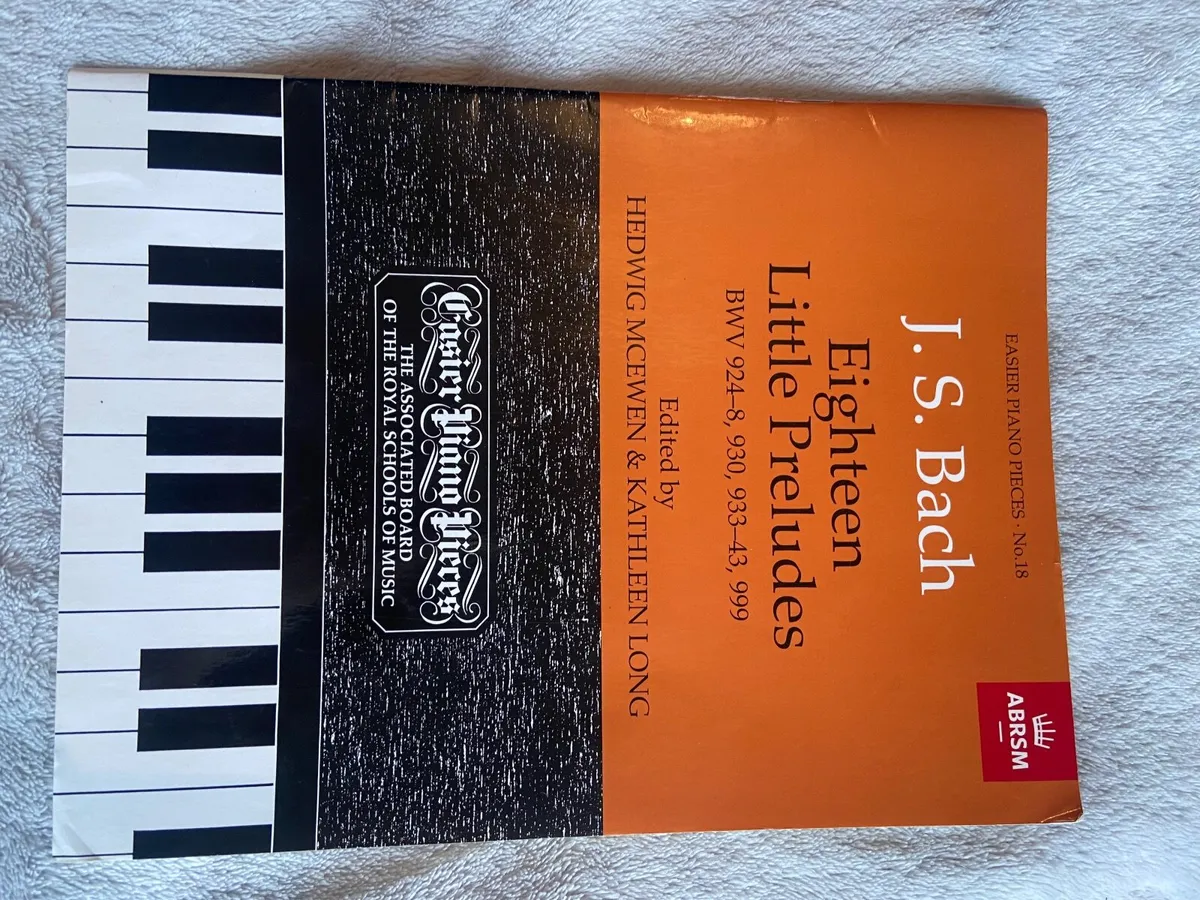 EASIER PIANO PIECES · No.18
ABRSM
J. S. Bach
Eighteen
Little Preludes
BWV 924–8, 930, 933–43, 999
Edited by
HEDWIG MCEWEN & KATHLEEN LONG
Easier Piano Pieces
THE ASSOCIATED BOARD
OF THE ROYAL SCHOOLS OF MUSIC